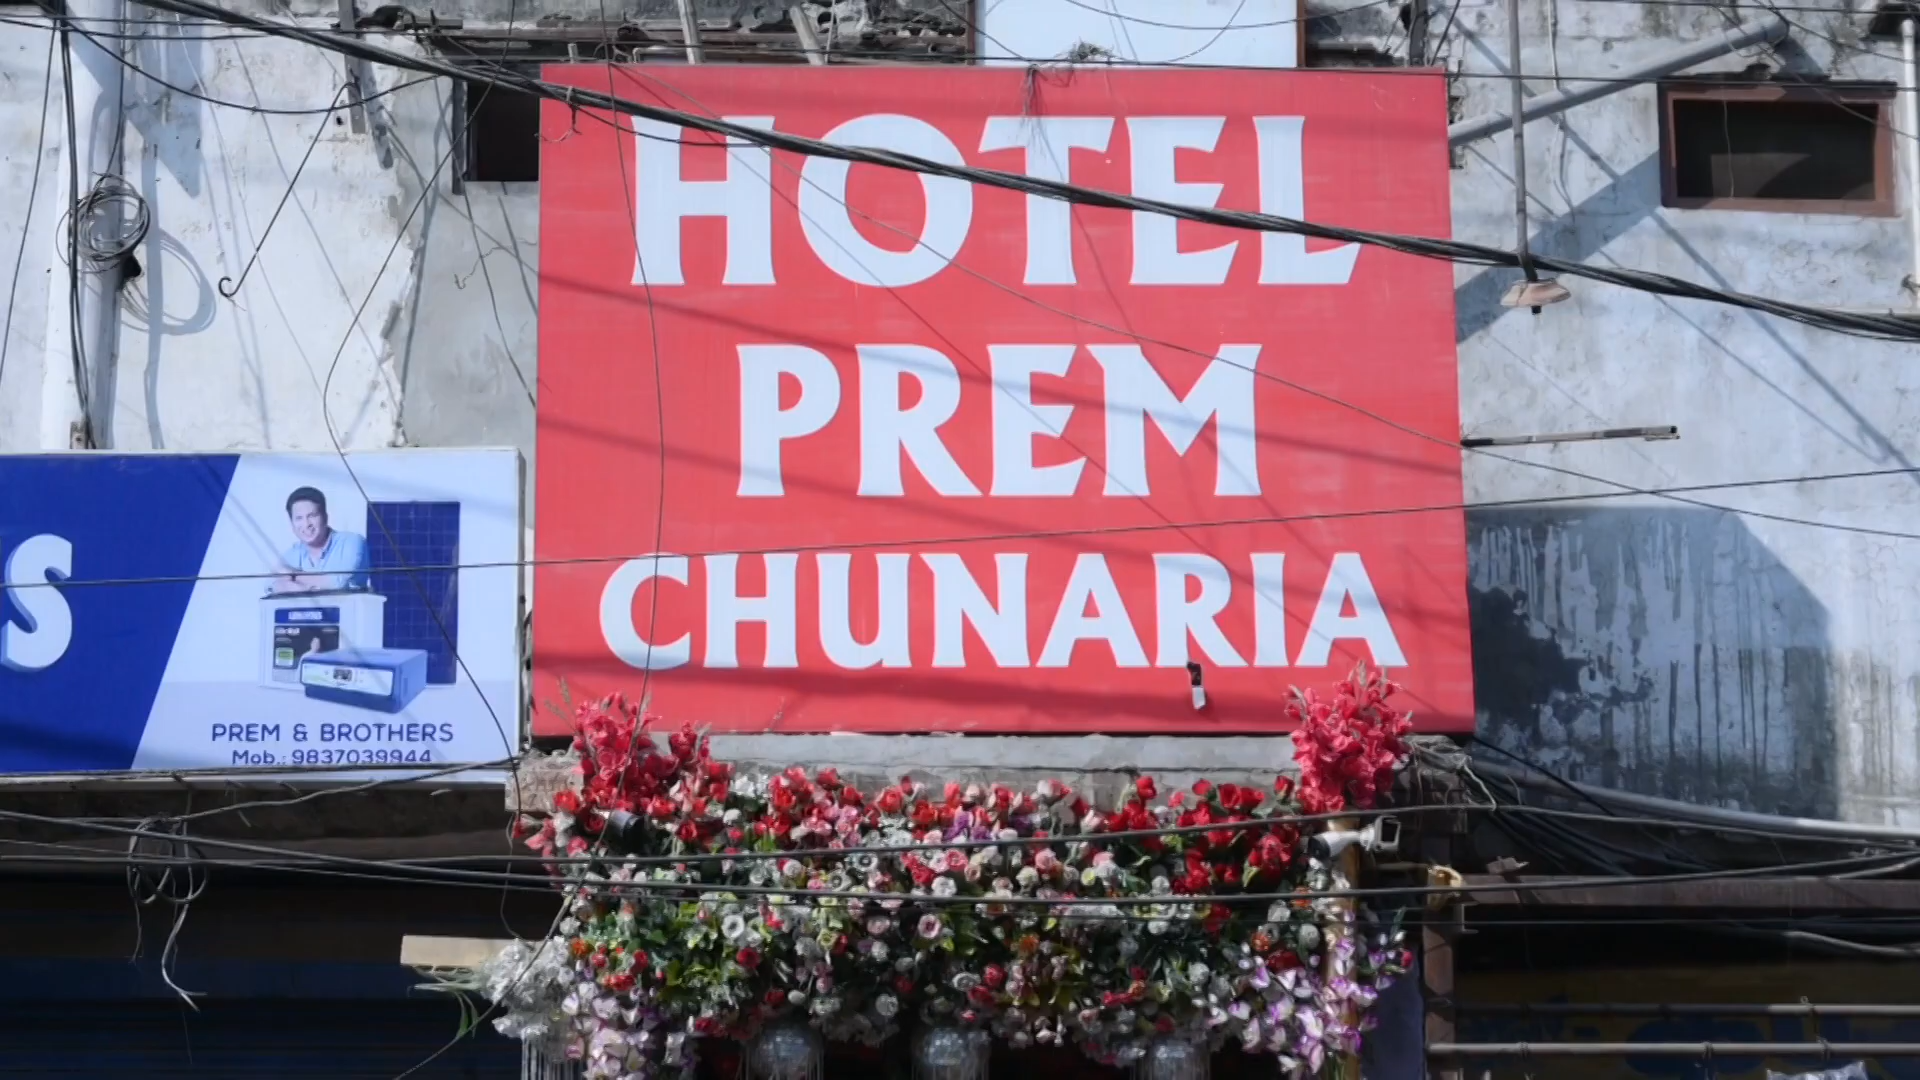 HOTEL
PREM
CHUNARIA
S
PREM & BROTHERS
Mob.: 9837039944